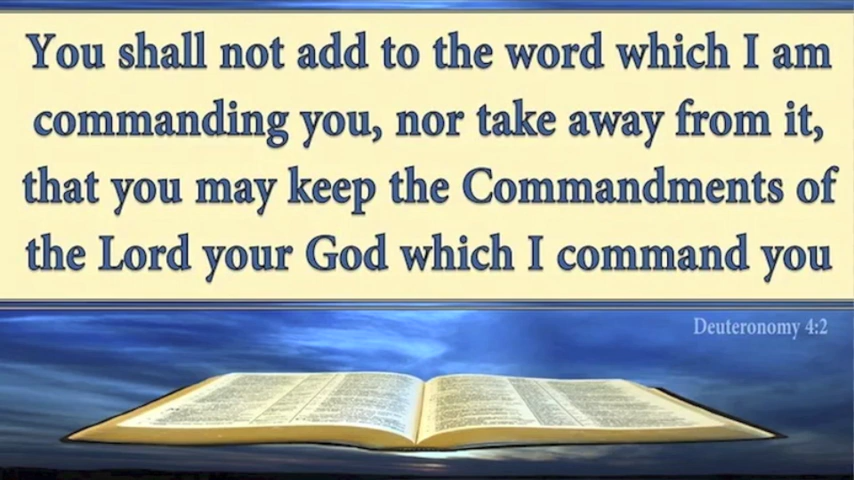 You shall not add to the word which I am
commanding you, nor take away from it,
that you may keep the Commandments of
the Lord your God which I command you
Deuteronomy 4:2